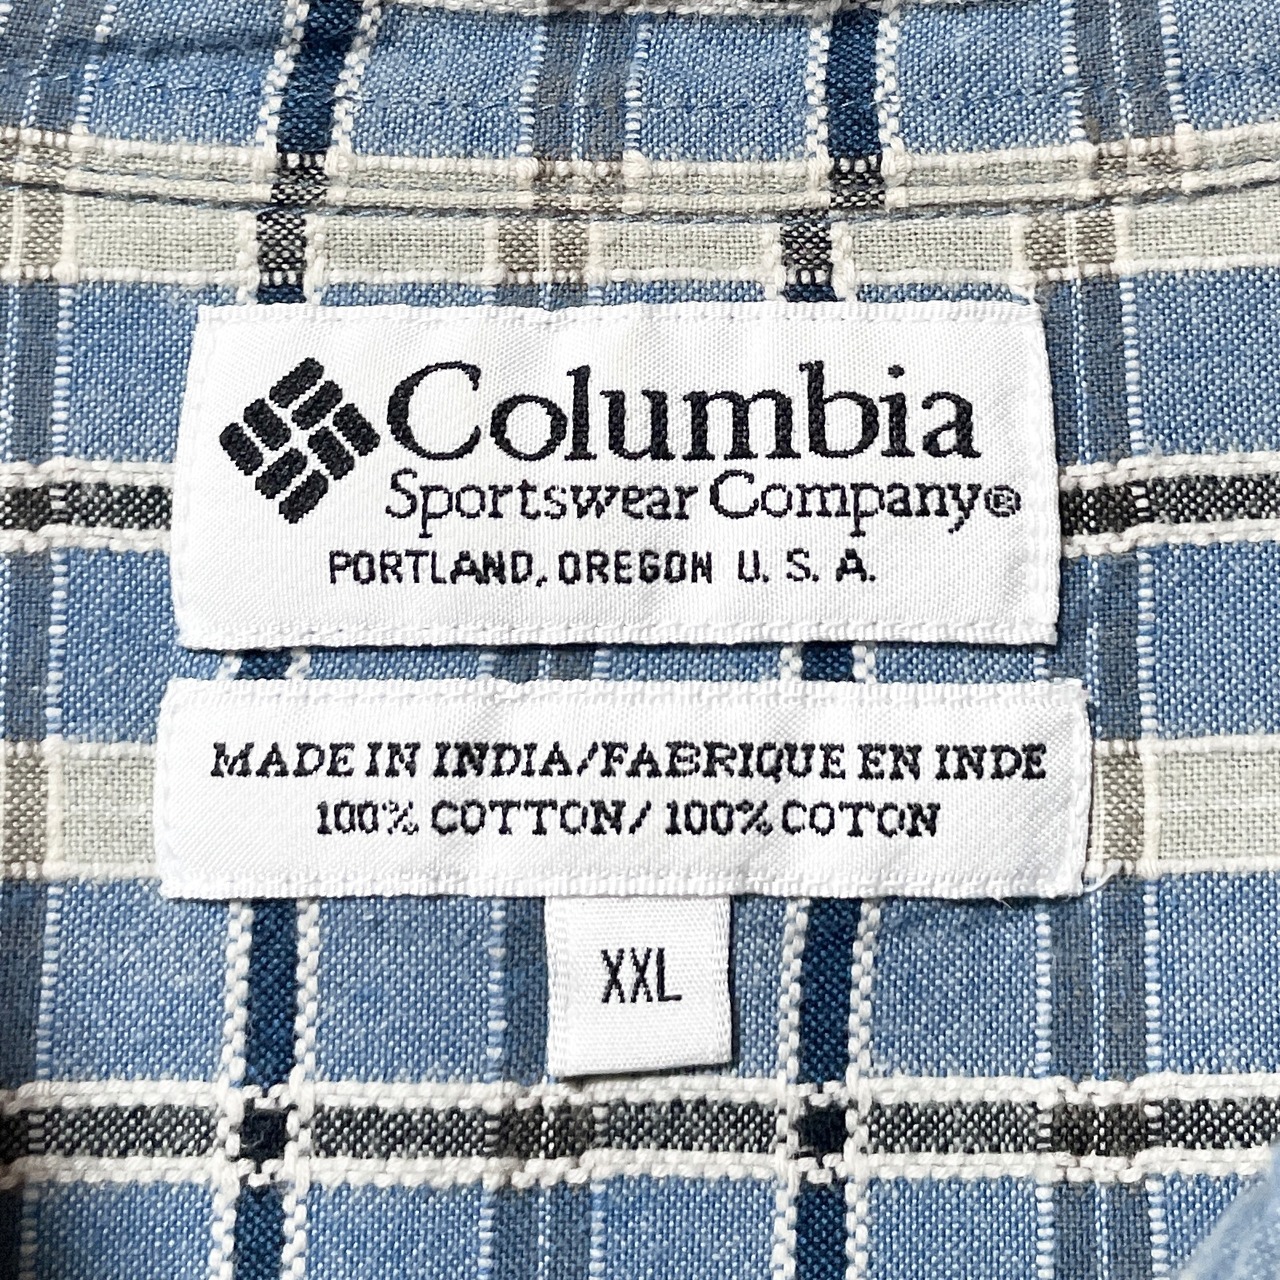 Columbia
Sportswear Company®
PORTLAND, OREGON U. S. A.
MADE IN INDIA/FABRIQUE EN INDE
100% COTTON/ 100% COTON
XXL